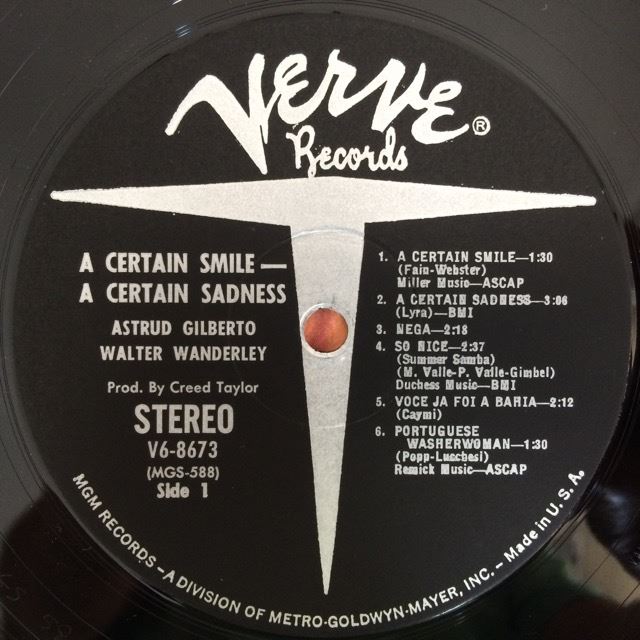 VERVE®
Records
A CERTAIN SMILE—
A CERTAIN SADNESS
ASTRUD GILBERTO
WALTER WANDERLEY
Prod. By Creed Taylor
STEREO
V6-8673
(MGS-588)
Side 1
1. A CERTAIN SMILE—1:30
(Fain-Webster)
Miller Music—ASCAP
2. A CERTAIN SADNESS—3:06
(Lyra)—BMI
3. NEGA—2:18
4. SO NICE—2:37
(Summer Samba)
(M. Valle-P. Valle-Gimbel)
Duchess Music—BMI
5. VOCE JA FOI A BAHIA—2:12
(Caymi)
6. PORTUGUESE
WASHERWOMAN—1:30
(Popp-Lucchesi)
Remick Music—ASCAP
MGM RECORDS – A DIVISION OF METRO-GOLDWYN-MAYER, INC. – Made in U.S.A.